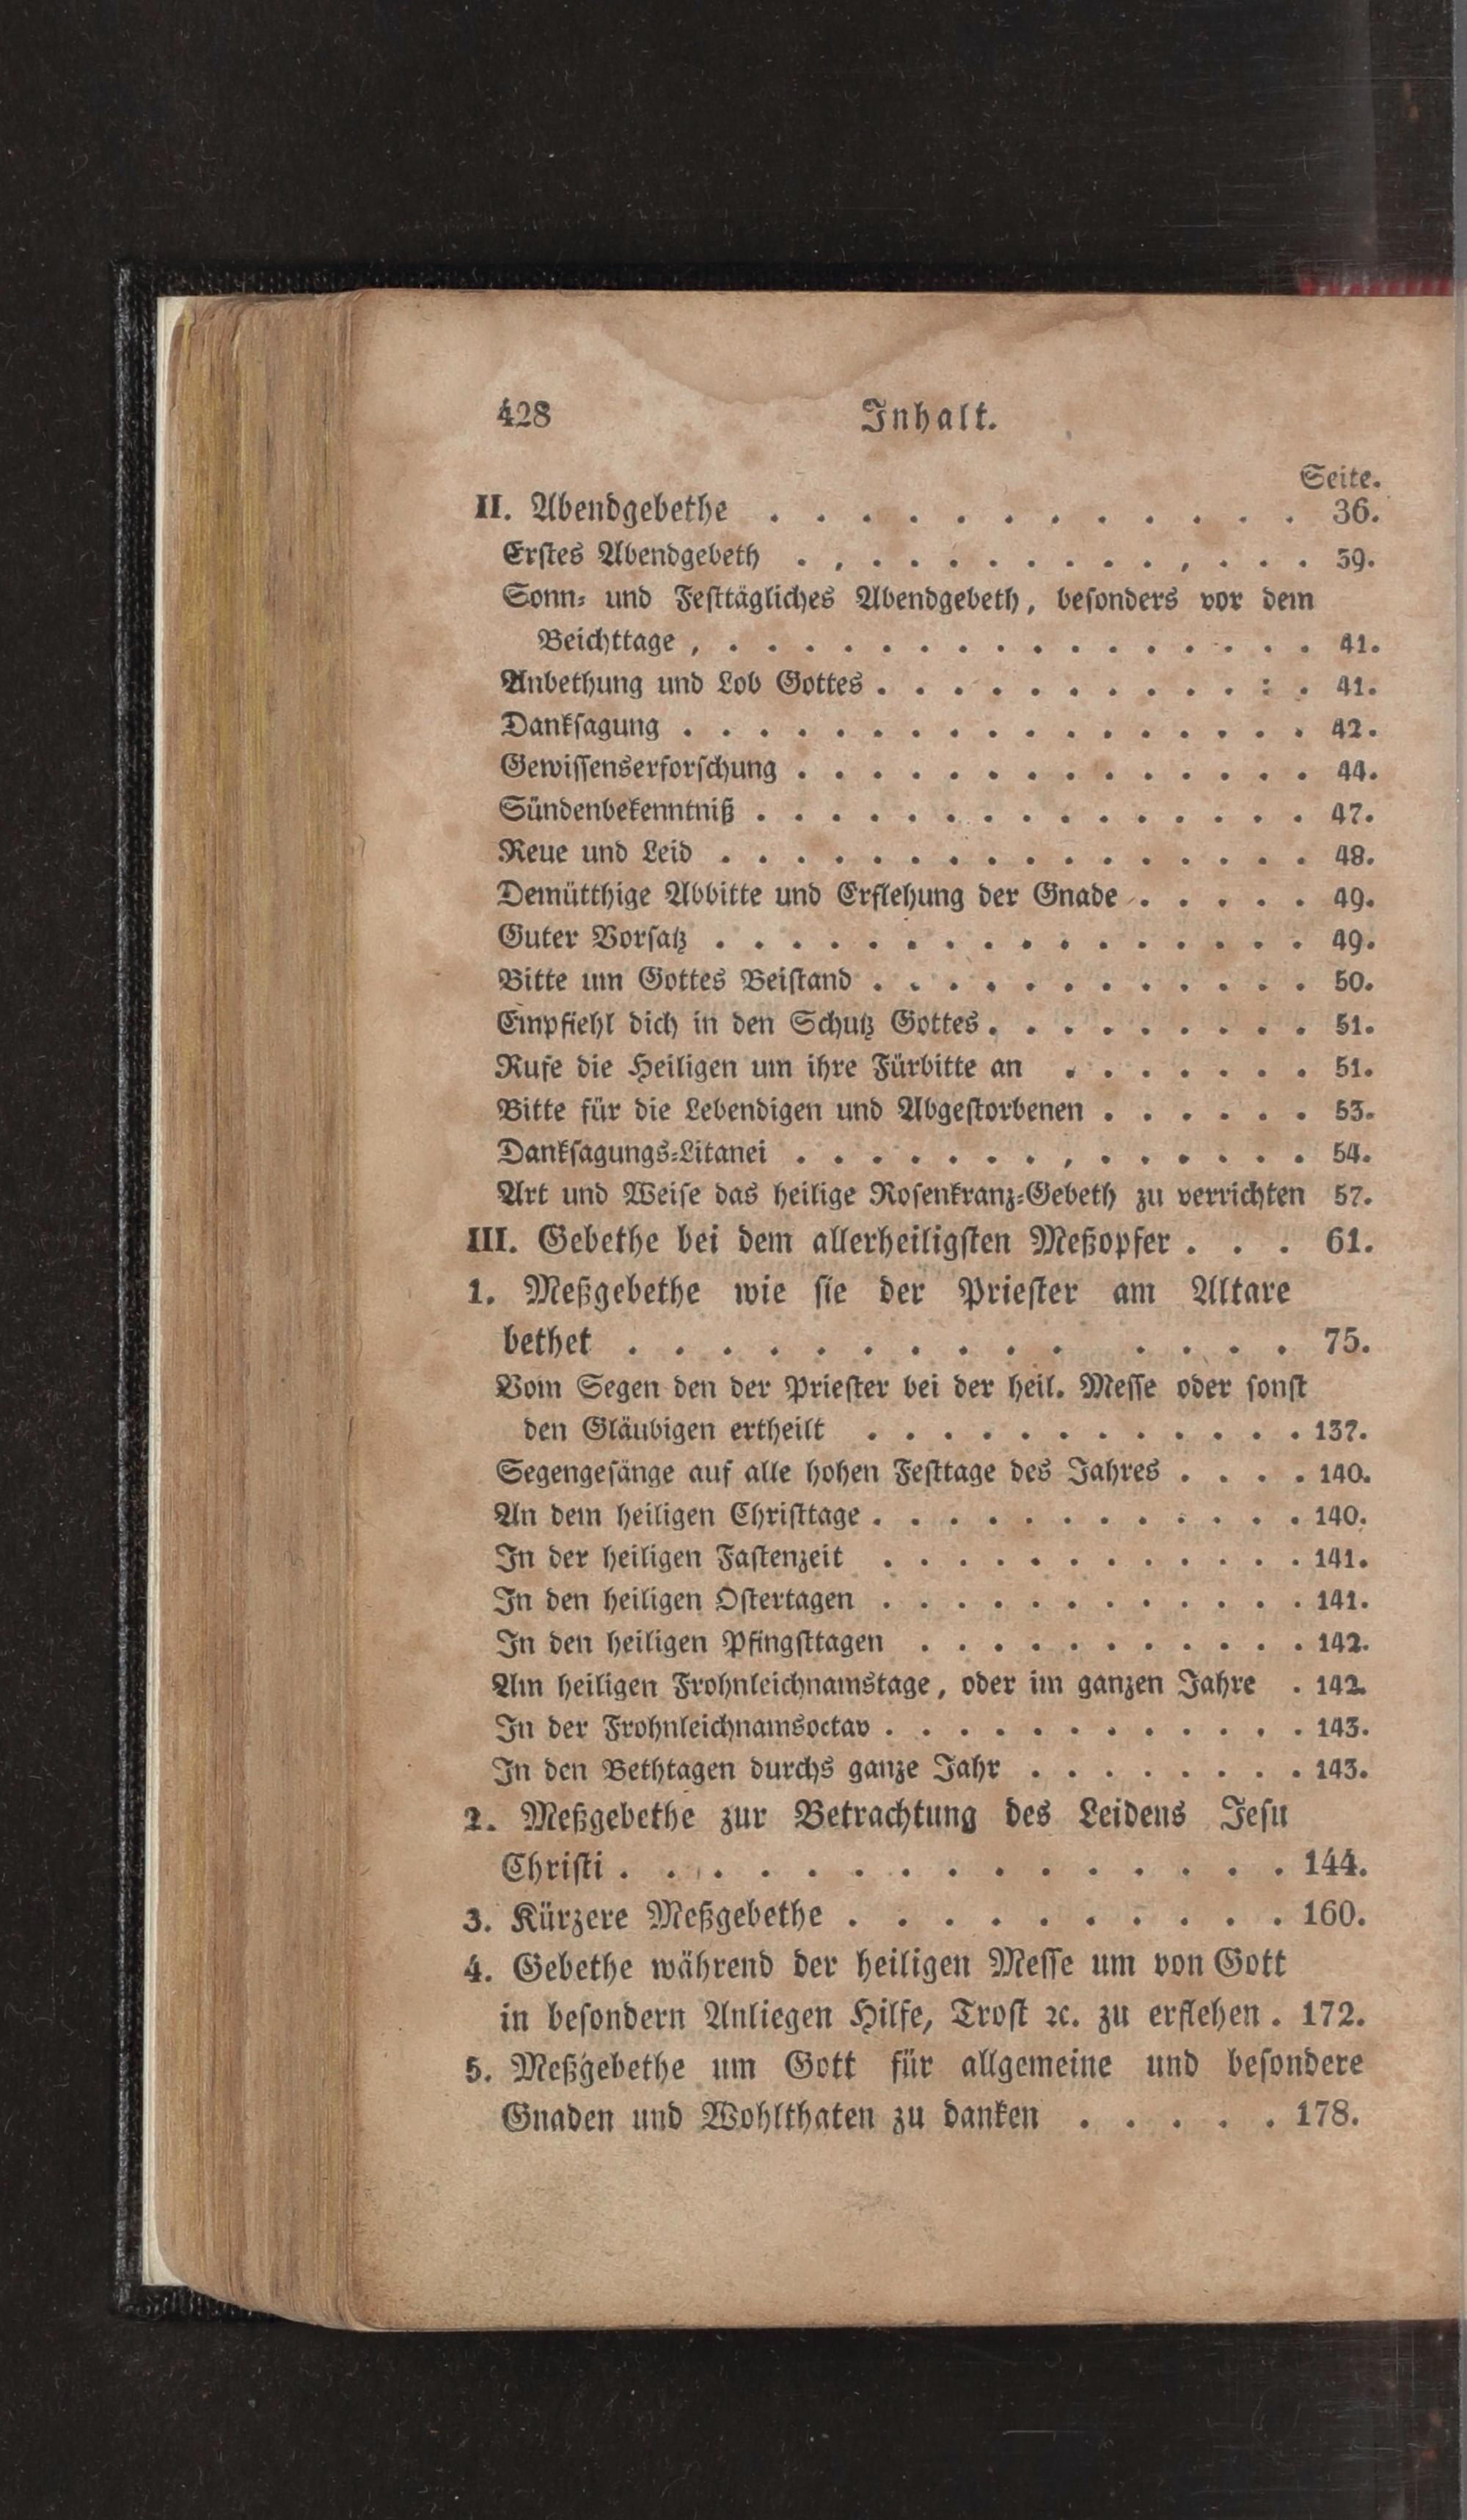 428 Inhalt.
Seite.
II. Abendgebethe . . . . . . . . . . . . 36.
Erstes Abendgebeth . , . . . . . . . . . , . . . 39.
Sonn- und Festtägliches Abendgebeth, besonders vor dem
Beichttage , . . . . . . . . . . . . . . . . 41.
Anbethung und Lob Gottes . . . . . . . . . . : . 41.
Danksagung . . . . . . . . . . . . . . . . . 42.
Gewissenserforschung . . . . . . . . . . . . . . 44.
Sündenbekenntniß . . . . . . . . . . . . . . . 47.
Reue und Leid . . . . . . . . . . . . . . . . 48.
Demütthige Abbitte und Erflehung der Gnade . . . . . 49.
Guter Vorsatz . . . . . . . . . . . . . . . . 49.
Bitte um Gottes Beistand . . . . . . . . . . . . 50.
Empfiehl dich in den Schutz Gottes . . . . . . . . . 51.
Rufe die Heiligen um ihre Fürbitte an . . . . . . . 51.
Bitte für die Lebendigen und Abgestorbenen . . . . . . 53.
Danksagungs-Litanei . . . . . . . , . . . . . . 54.
Art und Weise das heilige Rosenkranz-Gebeth zu verrichten 57.
III. Gebethe bei dem allerheiligsten Meßopfer . . . 61.
1. Meßgebethe wie sie der Priester am Altare
bethet . . . . . . . . . . . . . . 75.
Vom Segen den der Priester bei der heil. Messe oder sonst
den Gläubigen ertheilt . . . . . . . . . . . . 137.
Segengesänge auf alle hohen Festtage des Jahres . . . . 140.
An dem heiligen Christtage . . . . . . . . . . . . 140.
In der heiligen Fastenzeit . . . . . . . . . . . . 141.
In den heiligen Ostertagen . . . . . . . . . . . . 141.
In den heiligen Pfingsttagen . . . . . . . . . . . 142.
Am heiligen Frohnleichnamstage, oder im ganzen Jahre . 142.
In der Frohnleichnamsoctav . . . . . . . . . . . . 143.
In den Bethtagen durchs ganze Jahr . . . . . . . . 143.
2. Meßgebethe zur Betrachtung des Leidens Jesu
Christi . . . . . . . . . . . . . . . 144.
3. Kürzere Meßgebethe . . . . . . . . . . 160.
4. Gebethe während der heiligen Messe um von Gott
in besondern Anliegen Hilfe, Trost ꝛc. zu erflehen . 172.
5. Meßgebethe um Gott für allgemeine und besondere
Gnaden und Wohlthaten zu danken . . . . . 178.